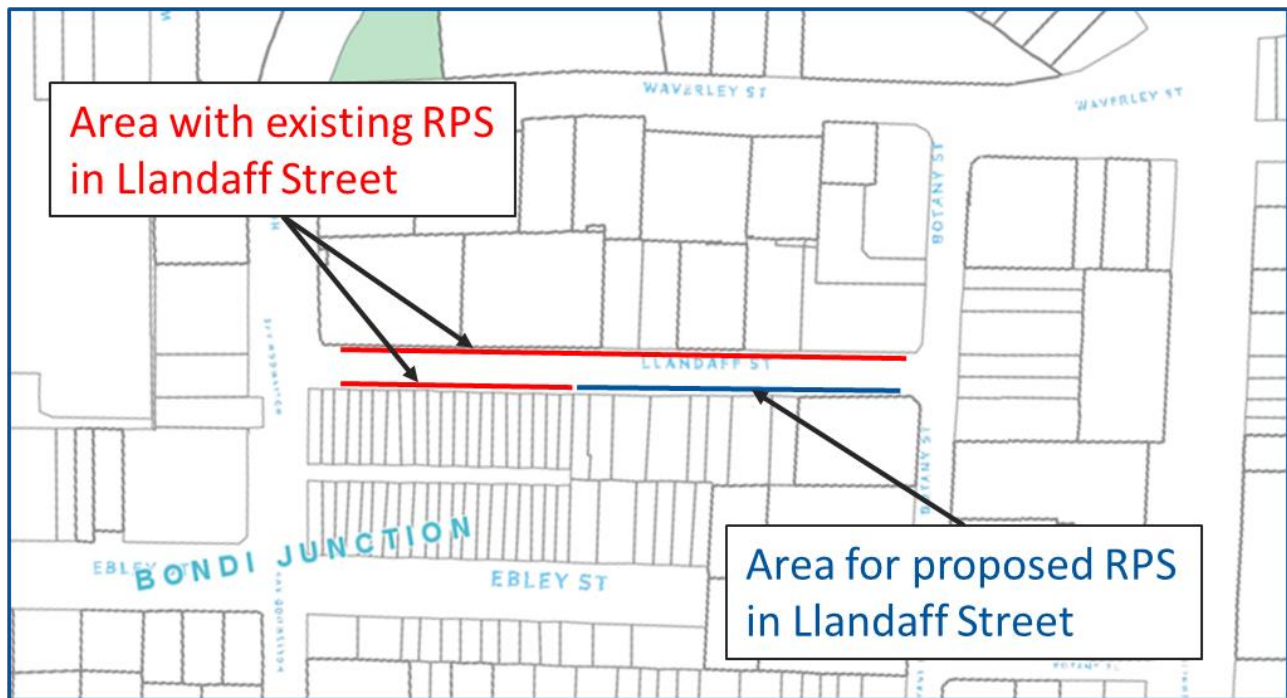 WAVERLEY ST
WAVERLEY ST
Area with existing RPS
in Llandaff Street
BOTANY ST
LLANDAFF ST
BOTANY ST
BONDI JUNCTION
EBLEY ST
EBLEY ST
Area for proposed RPS
in Llandaff Street